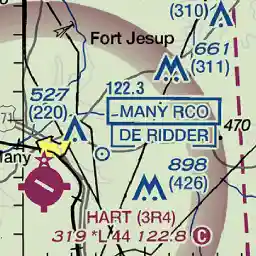 (310)
Fort Jesup
661
(311)
122.3
527
(220)
MANY RCO
DE RIDDER
470
Many
898
(426)
HART (3R4)
319 *L 44 122.8 C